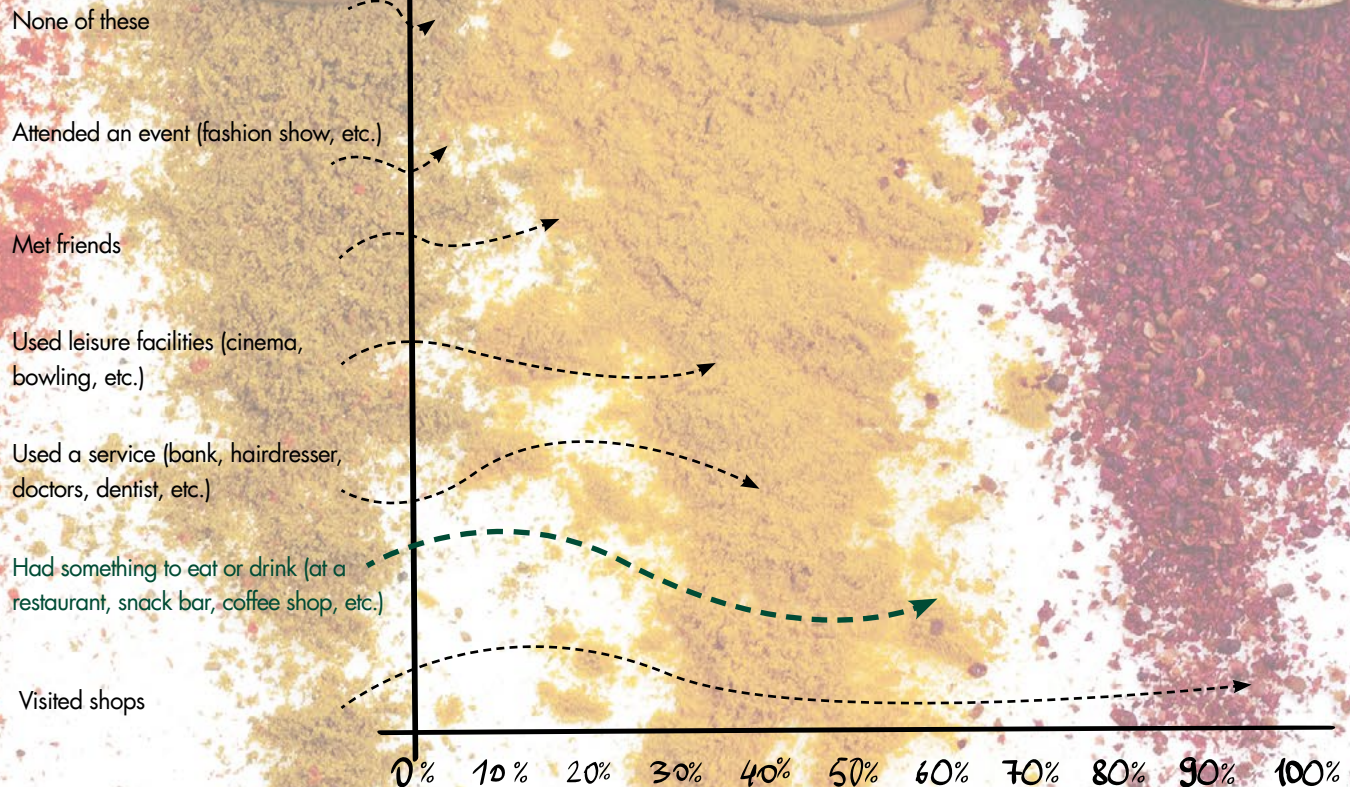 None of these
Attended an event (fashion show, etc.)
Met friends
Used leisure facilities (cinema,
bowling, etc.)
Used a service (bank, hairdresser,
doctors, dentist, etc.)
Had something to eat or drink (at a
restaurant, snack bar, coffee shop, etc.)
Visited shops
0% 10% 20% 30% 40% 50% 60% 70% 80% 90% 100%